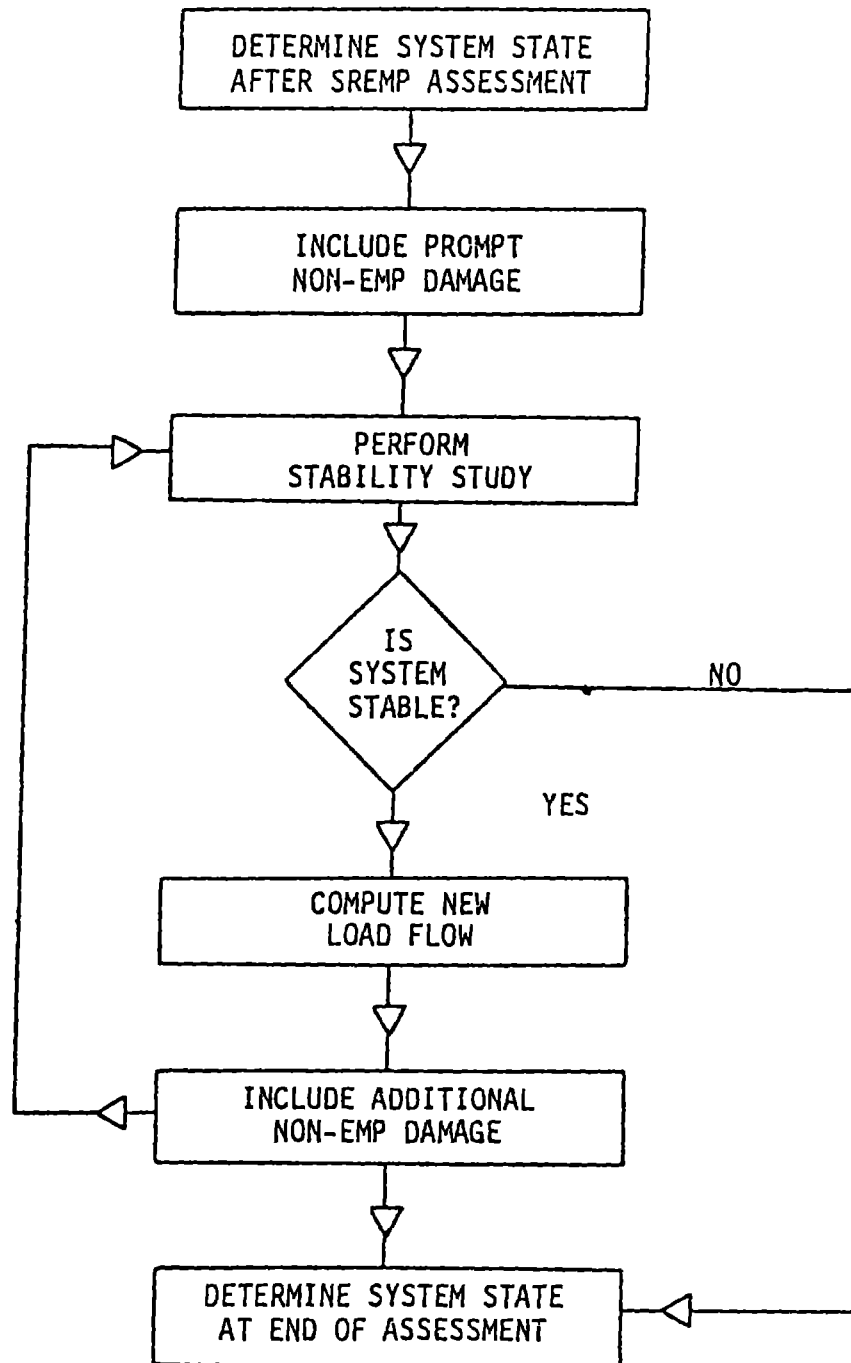 DETERMINE SYSTEM STATE
AFTER SREMP ASSESSMENT
INCLUDE PROMPT
NON-EMP DAMAGE
PERFORM
STABILITY STUDY
IS
SYSTEM
STABLE?
NO
YES
COMPUTE NEW
LOAD FLOW
INCLUDE ADDITIONAL
NON-EMP DAMAGE
DETERMINE SYSTEM STATE
AT END OF ASSESSMENT